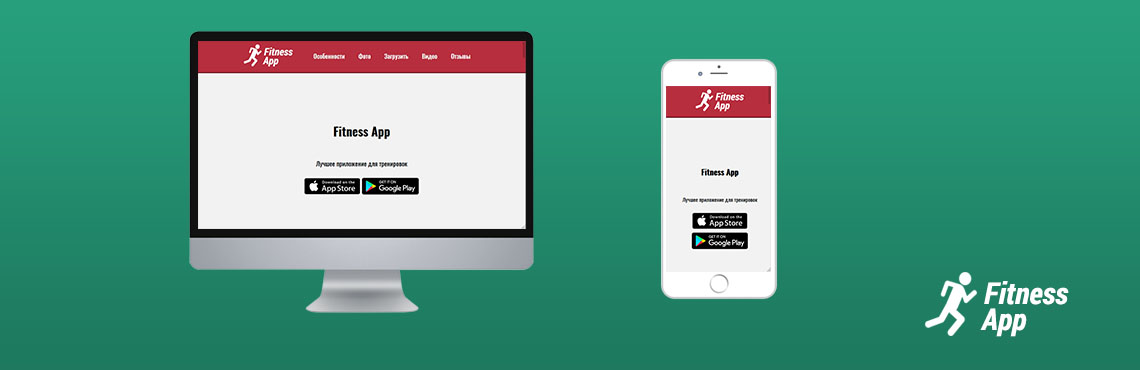 Fitness
App
Особенности Фото Загрузить Видео Отзывы
Fitness App
Лучшее приложение для тренировок
Download on the
App Store
GET IT ON
Google Play
Fitness
App
Fitness App
Лучшее приложение для тренировок
Download on the
App Store
GET IT ON
Google Play
Fitness
App